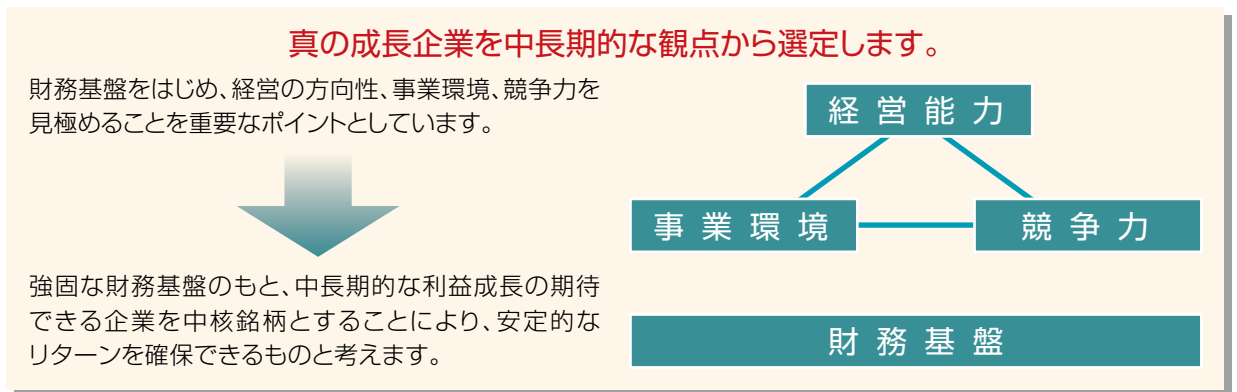 真の成長企業を中長期的な観点から選定します。
財務基盤をはじめ、経営の方向性、事業環境、競争力を
見極めることを重要なポイントとしています。
強固な財務基盤のもと、中長期的な利益成長の期待
できる企業を中核銘柄とすることにより、安定的な
リターンを確保できるものと考えます。
経営能力
事業環境
競争力
財務基盤